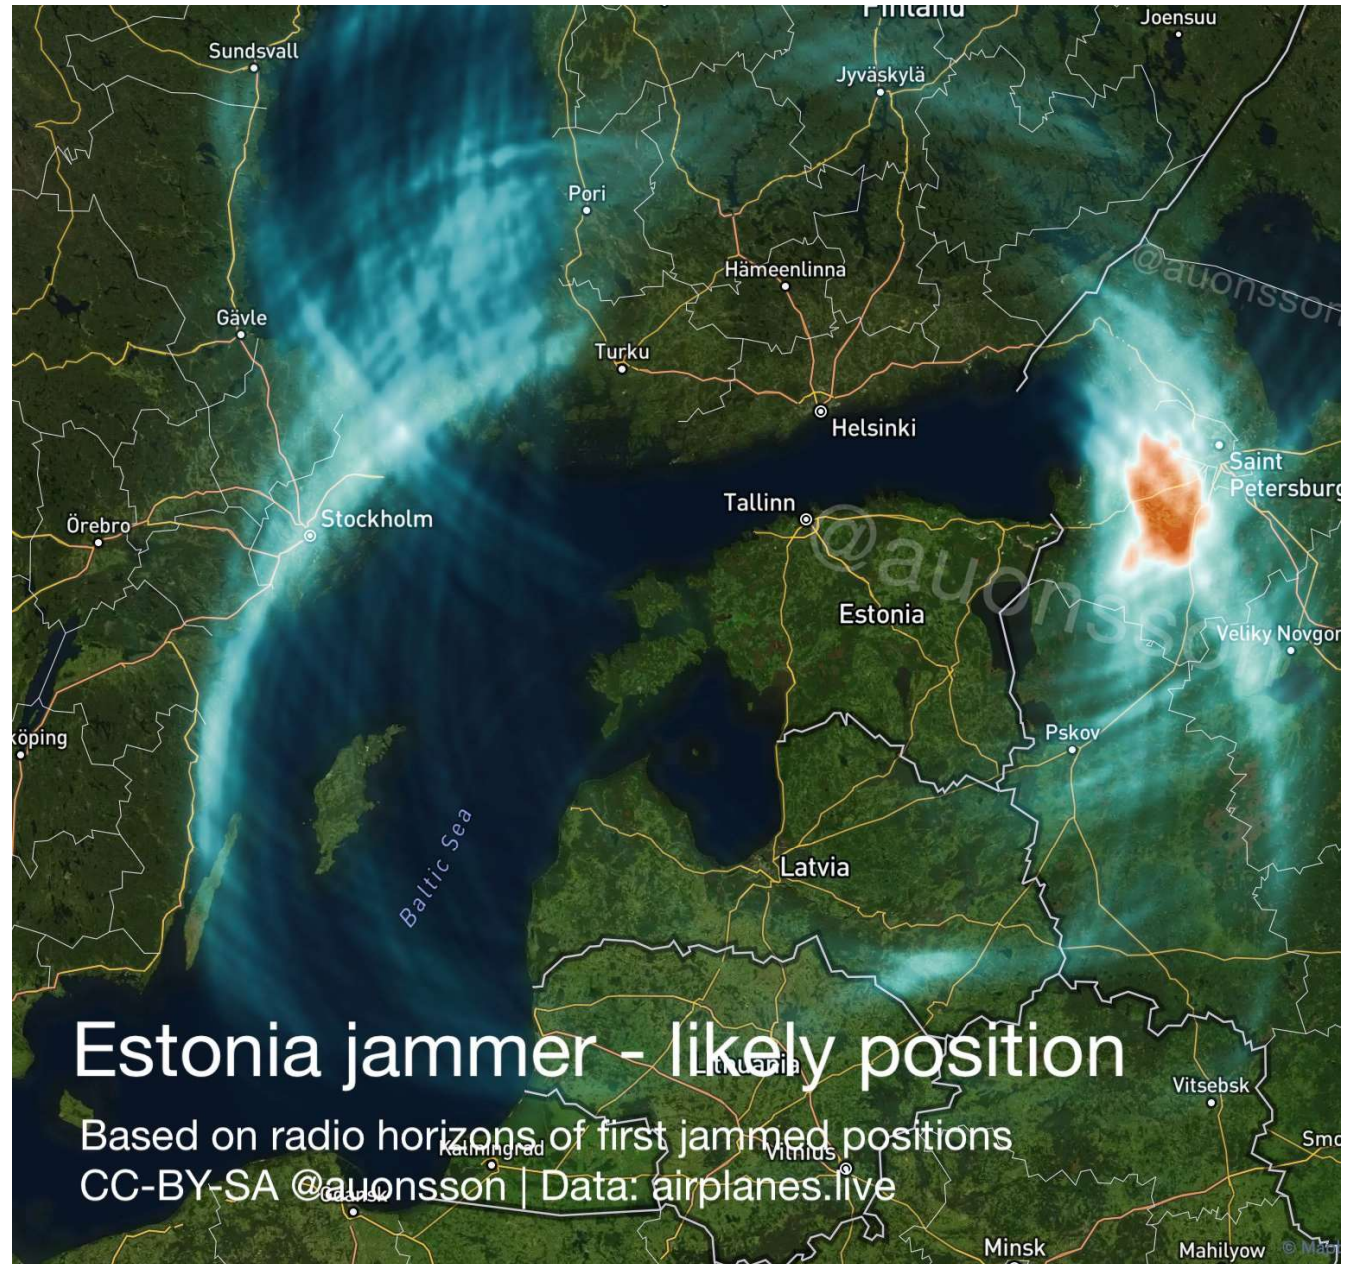 Finland
Joensuu
Sundsvall
Jyväskylä
Pori
@auonsson
Hämeenlinna
Gävle
Turku
Helsinki
Saint
Petersburg
Tallinn
Stockholm
Örebro
@auonsson
Estonia
Veliky Novgor
Pskov
köping
Baltic Sea
Latvia
Estonia jammer - likely position
Lithuania
Vitsebsk
Based on radio horizons of first jammed positions
Kaliningrad
Vilnius
Smo
CC-BY-SA @auonsson | Data: airplanes.live
Gdańsk
Minsk
Mahilyow